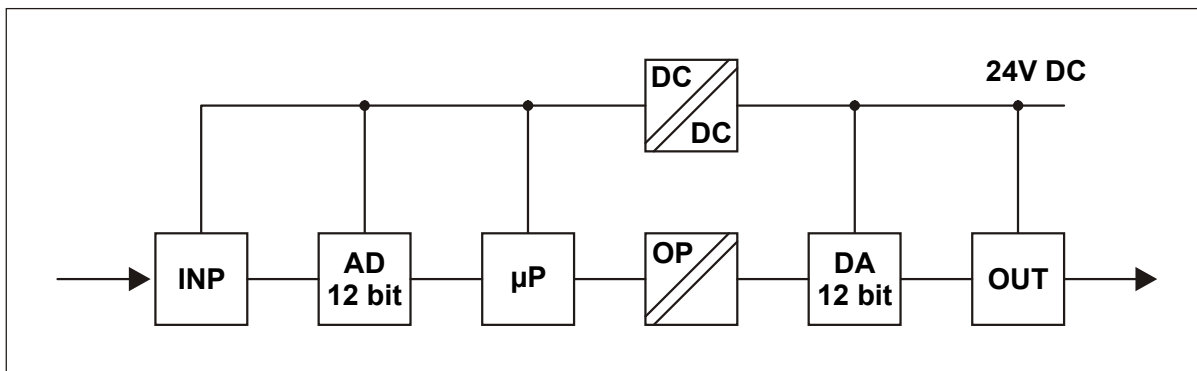 DC
DC
24V DC
INP
AD
12 bit
µP
OP
DA
12 bit
OUT